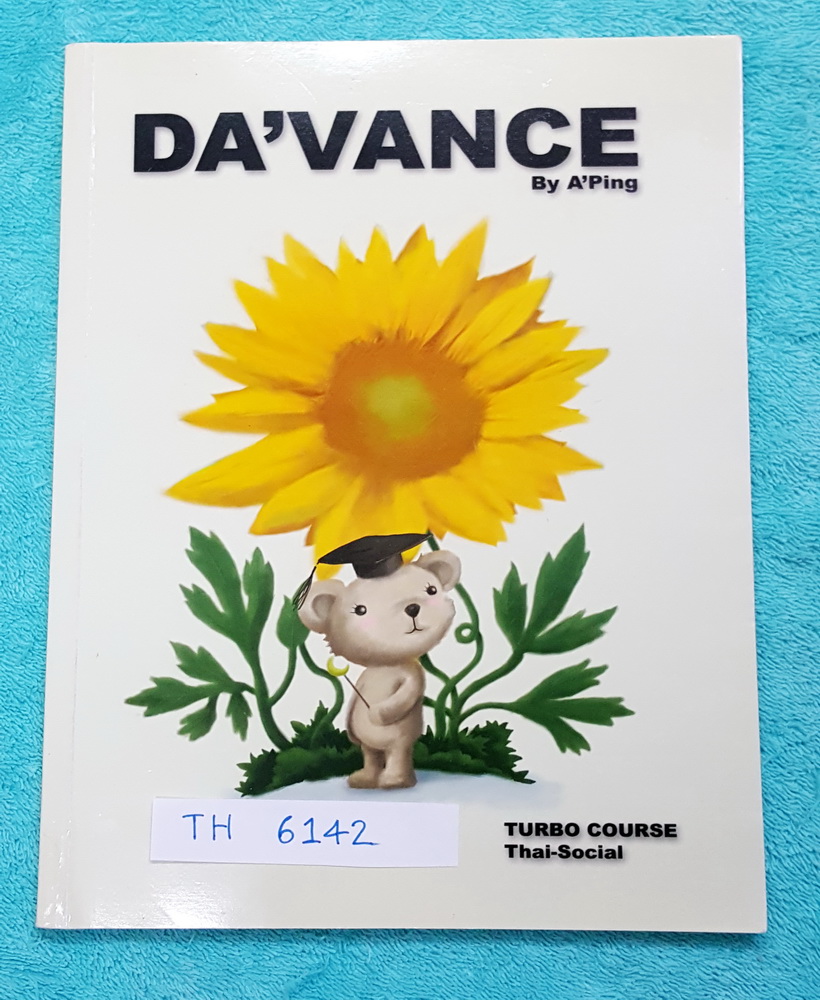 DA'VANCE
By A'Ping
TH 6142
TURBO COURSE
Thai-Social